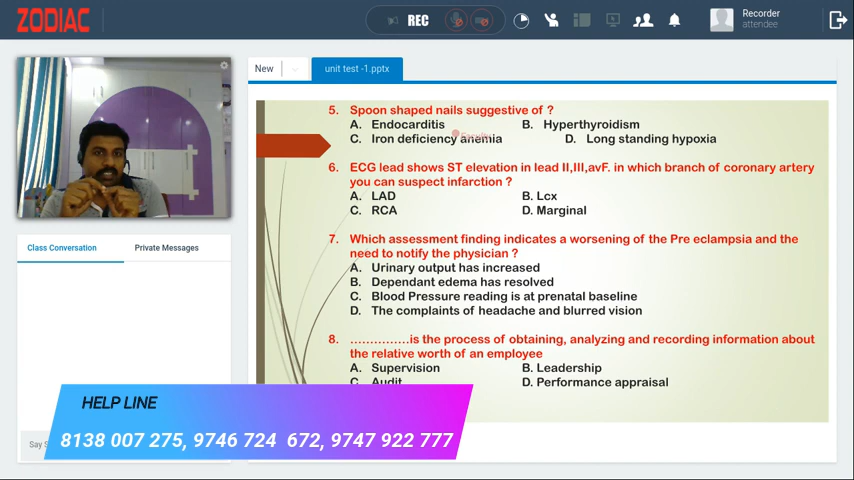 ZODIAC
REC
Recorder
attendee
New
unit test -1.pptx
5. Spoon shaped nails suggestive of ?
A. Endocarditis B. Hyperthyroidism
Faculty
C. Iron deficiency anemia D. Long standing hypoxia
6. ECG lead shows ST elevation in lead II,III,avF. in which branch of coronary artery
you can suspect infarction ?
A. LAD B. Lcx
C. RCA D. Marginal
7. Which assessment finding indicates a worsening of the Pre eclampsia and the
need to notify the physician ?
A. Urinary output has increased
B. Dependant edema has resolved
C. Blood Pressure reading is at prenatal baseline
D. The complaints of headache and blurred vision
8. ...............is the process of obtaining, analyzing and recording information about
the relative worth of an employee
A. Supervision B. Leadership
C. Audit D. Performance appraisal
Class Conversation Private Messages
Say
HELP LINE
8138 007 275, 9746 724 672, 9747 922 777